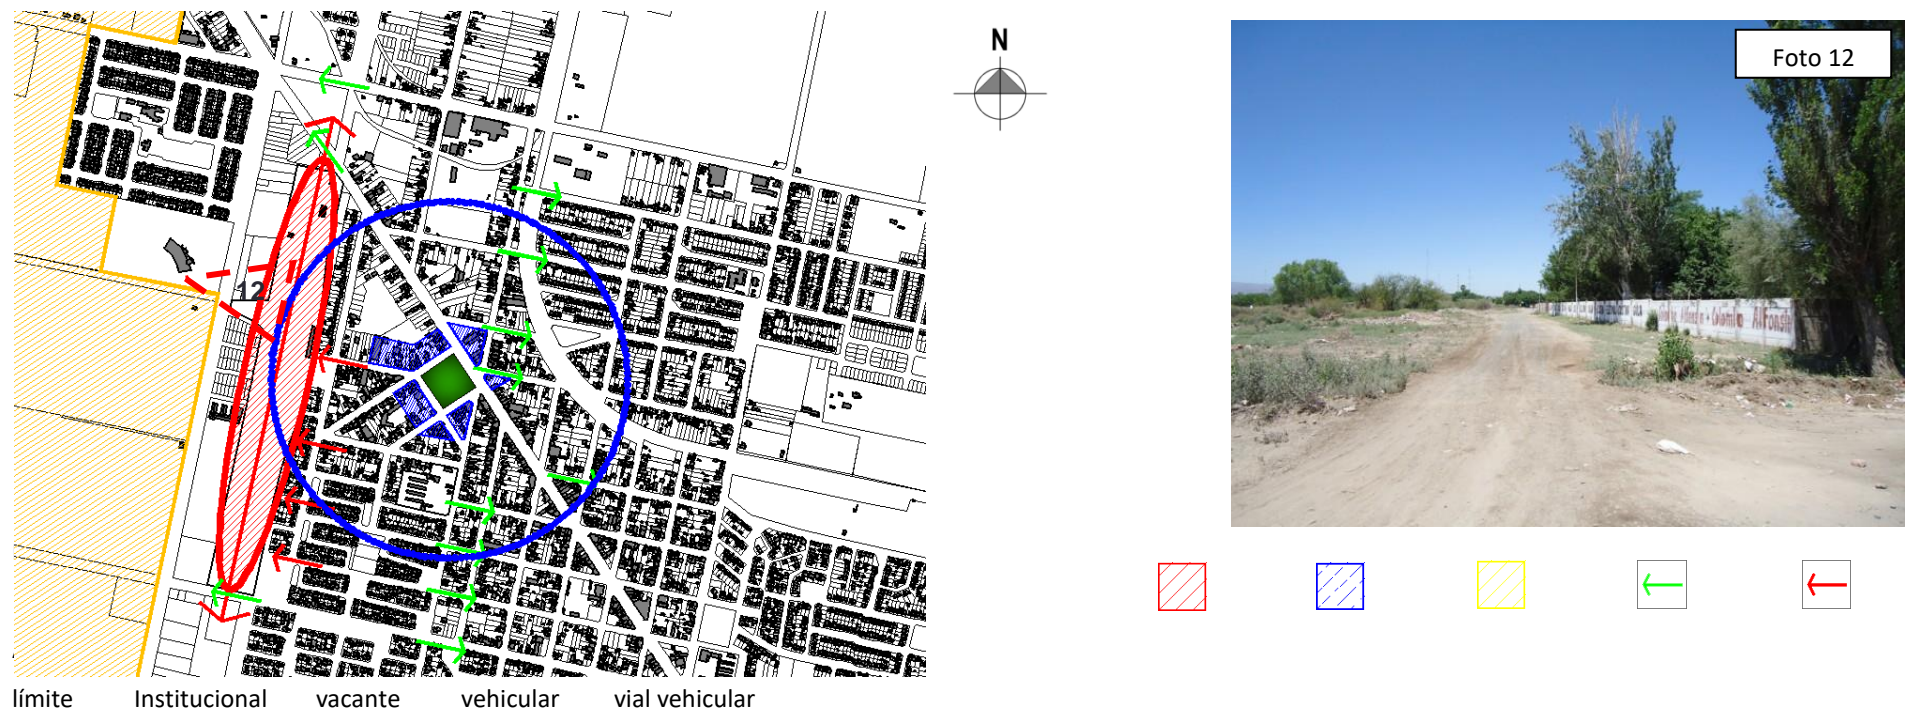 N
Foto 12
12
límite Institucional vacante vehicular vial vehicular